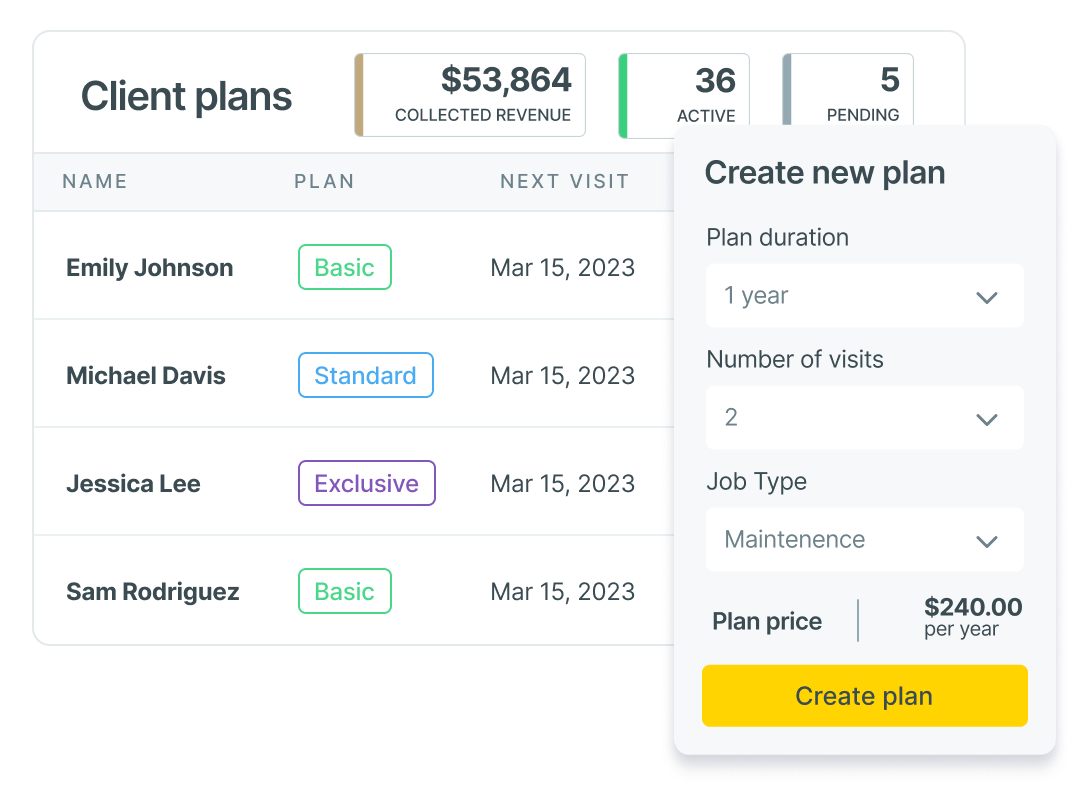 Client plans
$53,864
COLLECTED REVENUE
36
ACTIVE
5
PENDING
NAME PLAN NEXT VISIT
Emily Johnson Basic Mar 15, 2023
Michael Davis Standard Mar 15, 2023
Jessica Lee Exclusive Mar 15, 2023
Sam Rodriguez Basic Mar 15, 2023
Create new plan
Plan duration
1 year
Number of visits
2
Job Type
Maintenence
Plan price $240.00
per year
Create plan